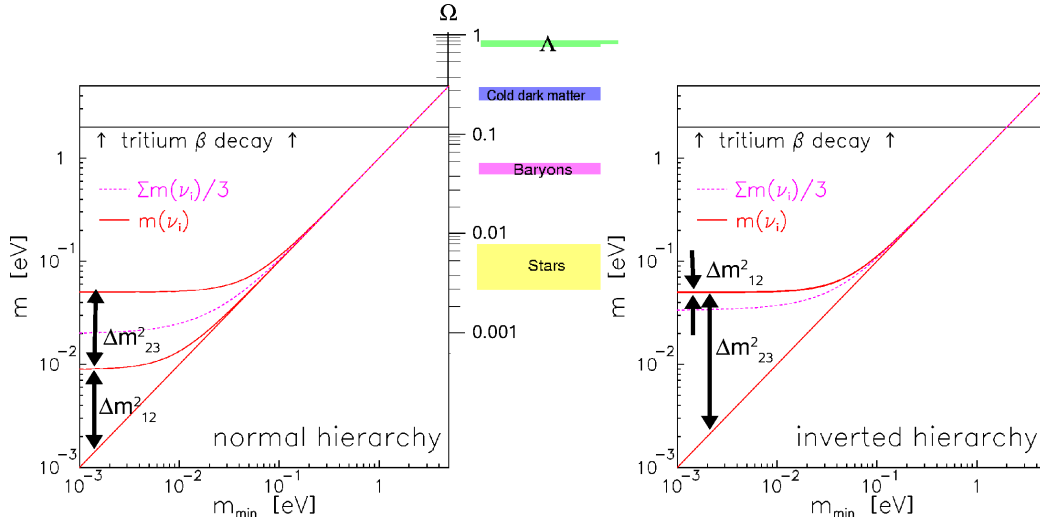 Ω
1
Λ
Cold dark matter
0.1
Baryons
0.01
Stars
0.001
↑ tritium β decay ↑
Σm(νᵢ)/3
m(νᵢ)
1
10⁻¹
10⁻²
10⁻³
m [eV]
Δm²₂₃
Δm²₁₂
normal hierarchy
10⁻³ 10⁻² 10⁻¹ 1
m_min [eV]
↑ tritium β decay ↑
Σm(νᵢ)/3
m(νᵢ)
1
10⁻¹
10⁻²
10⁻³
m [eV]
Δm²₁₂
Δm²₂₃
inverted hierarchy
10⁻³ 10⁻² 10⁻¹ 1
m_min [eV]